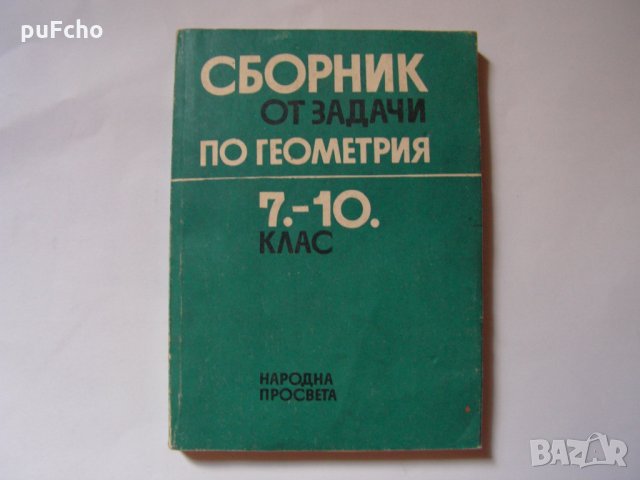 puFcho
СБОРНИК
ОТ ЗАДАЧИ
ПО ГЕОМЕТРИЯ
7.-10.
КЛАС
НАРОДНА
ПРОСВЕТА
BAZAR